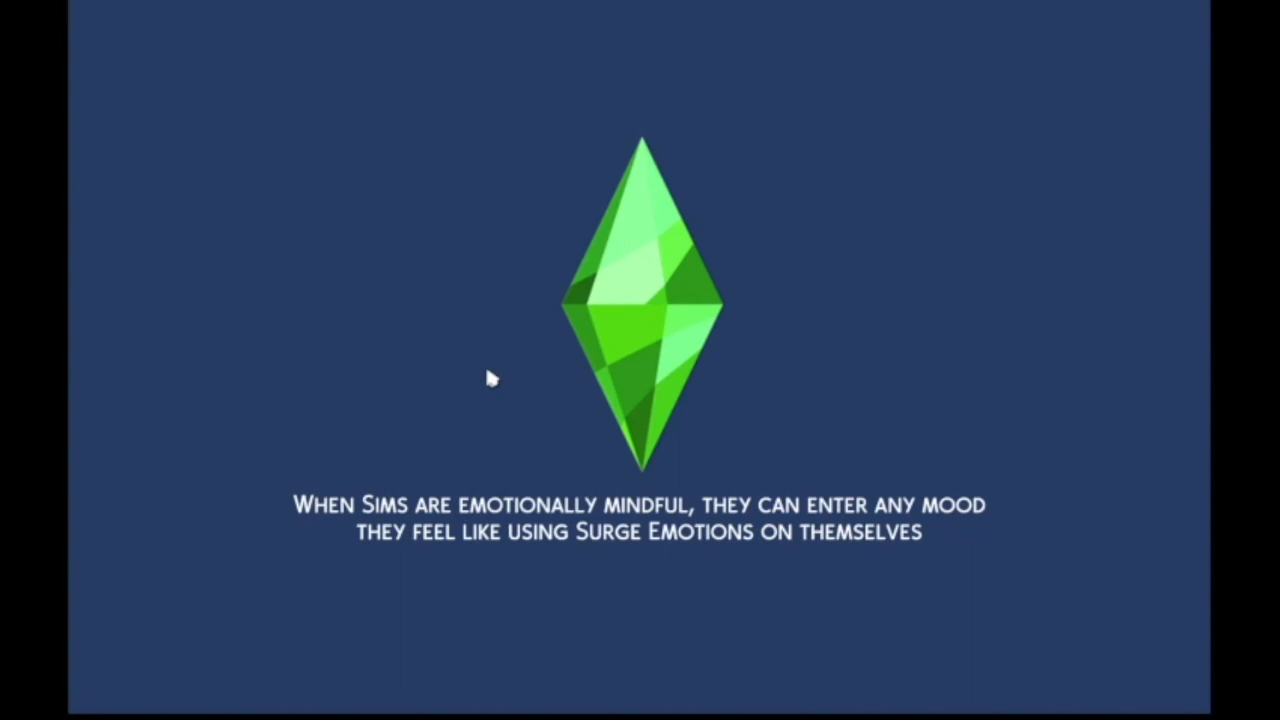 When Sims are emotionally mindful, they can enter any mood
they feel like using Surge Emotions on themselves